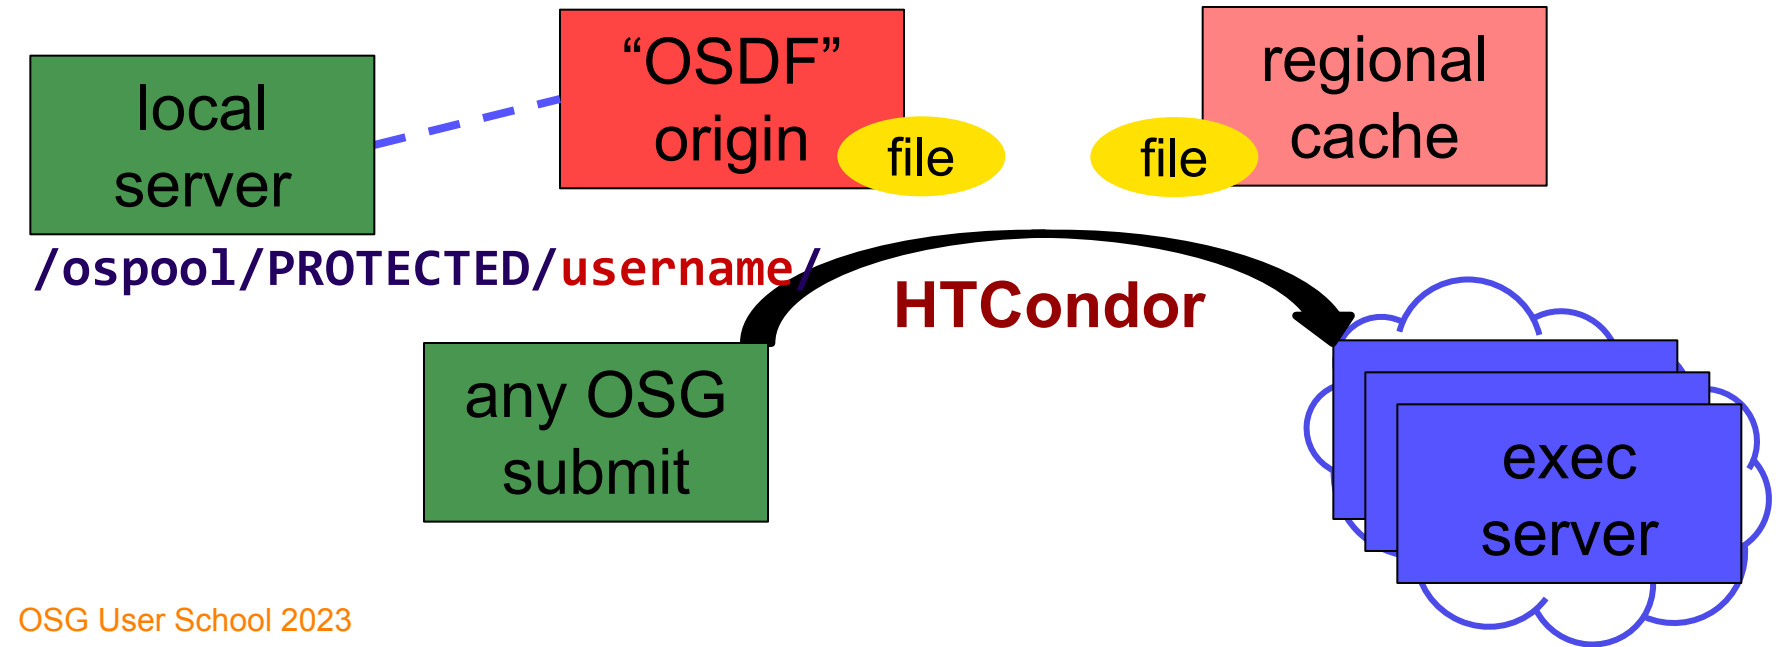 local
server
“OSDF”
origin
file
file
regional
cache
/ospool/PROTECTED/username/
HTCondor
any OSG
submit
exec
server
OSG User School 2023